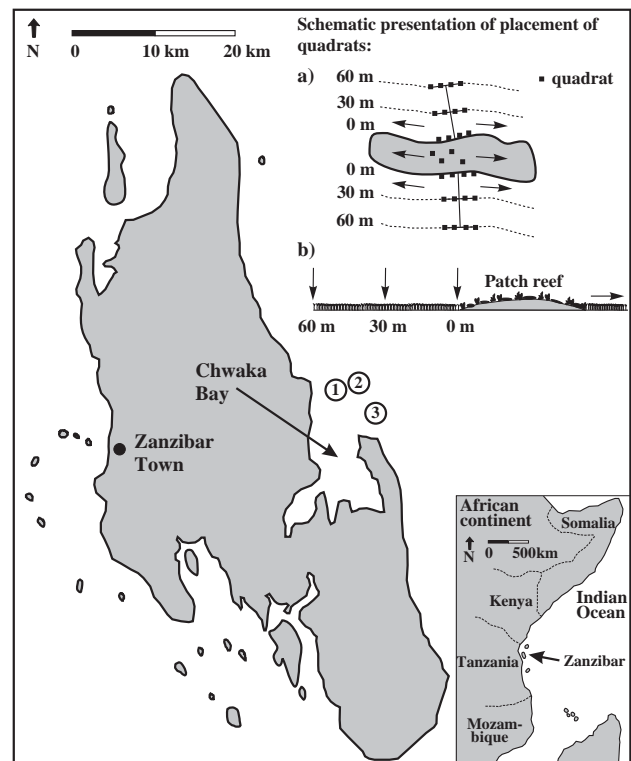 N
0 10 km 20 km
Schematic presentation of placement of
quadrats:
a)
60 m
quadrat
30 m
0 m
0 m
30 m
60 m
b)
Patch reef
60 m 30 m 0 m
Chwaka
Bay
1
2
3
Zanzibar
Town
African
continent
Somalia
N
0 500km
Kenya
Indian
Ocean
Tanzania
Zanzibar
Mozam-
bique